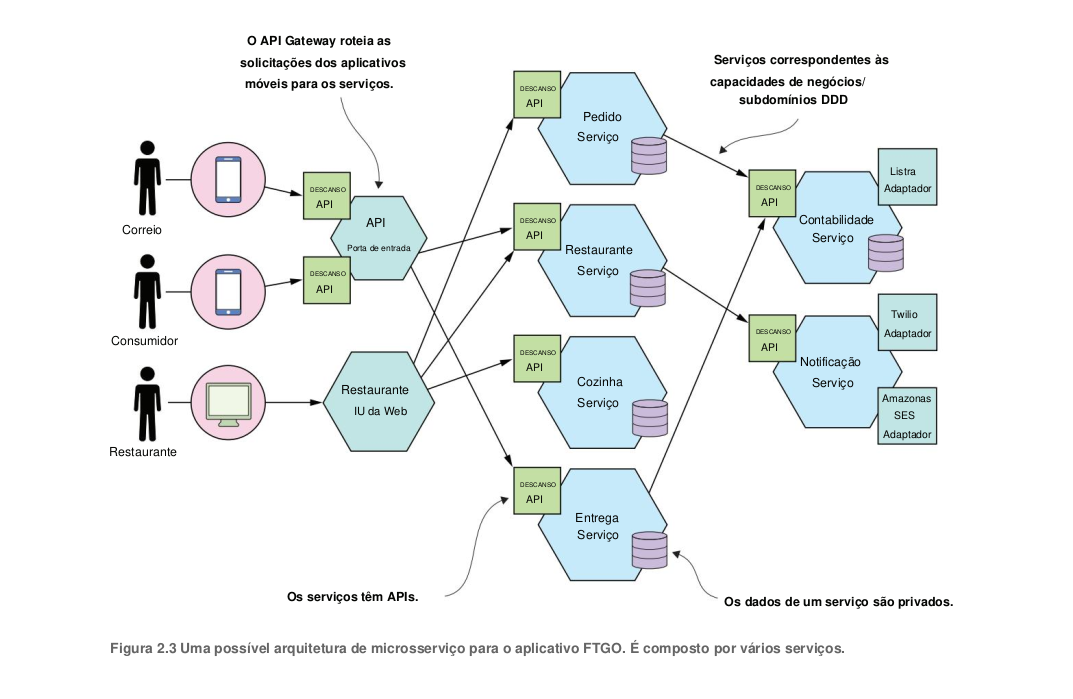 O API Gateway roteia as
solicitações dos aplicativos
móveis para os serviços.
Serviços correspondentes às
capacidades de negócios/
subdomínios DDD
DESCANSO
API
Pedido
Serviço
Correio
DESCANSO
API
API
Porta de entrada
DESCANSO
API
Consumidor
DESCANSO
API
Restaurante
Serviço
DESCANSO
API
Contabilidade
Serviço
Listra
Adaptador
Restaurante
Restaurante
IU da Web
DESCANSO
API
Cozinha
Serviço
DESCANSO
API
Notificação
Serviço
Twilio
Adaptador
Amazonas
SES
Adaptador
DESCANSO
API
Entrega
Serviço
Os serviços têm APIs.
Os dados de um serviço são privados.
Figura 2.3 Uma possível arquitetura de microsserviço para o aplicativo FTGO. É composto por vários serviços.